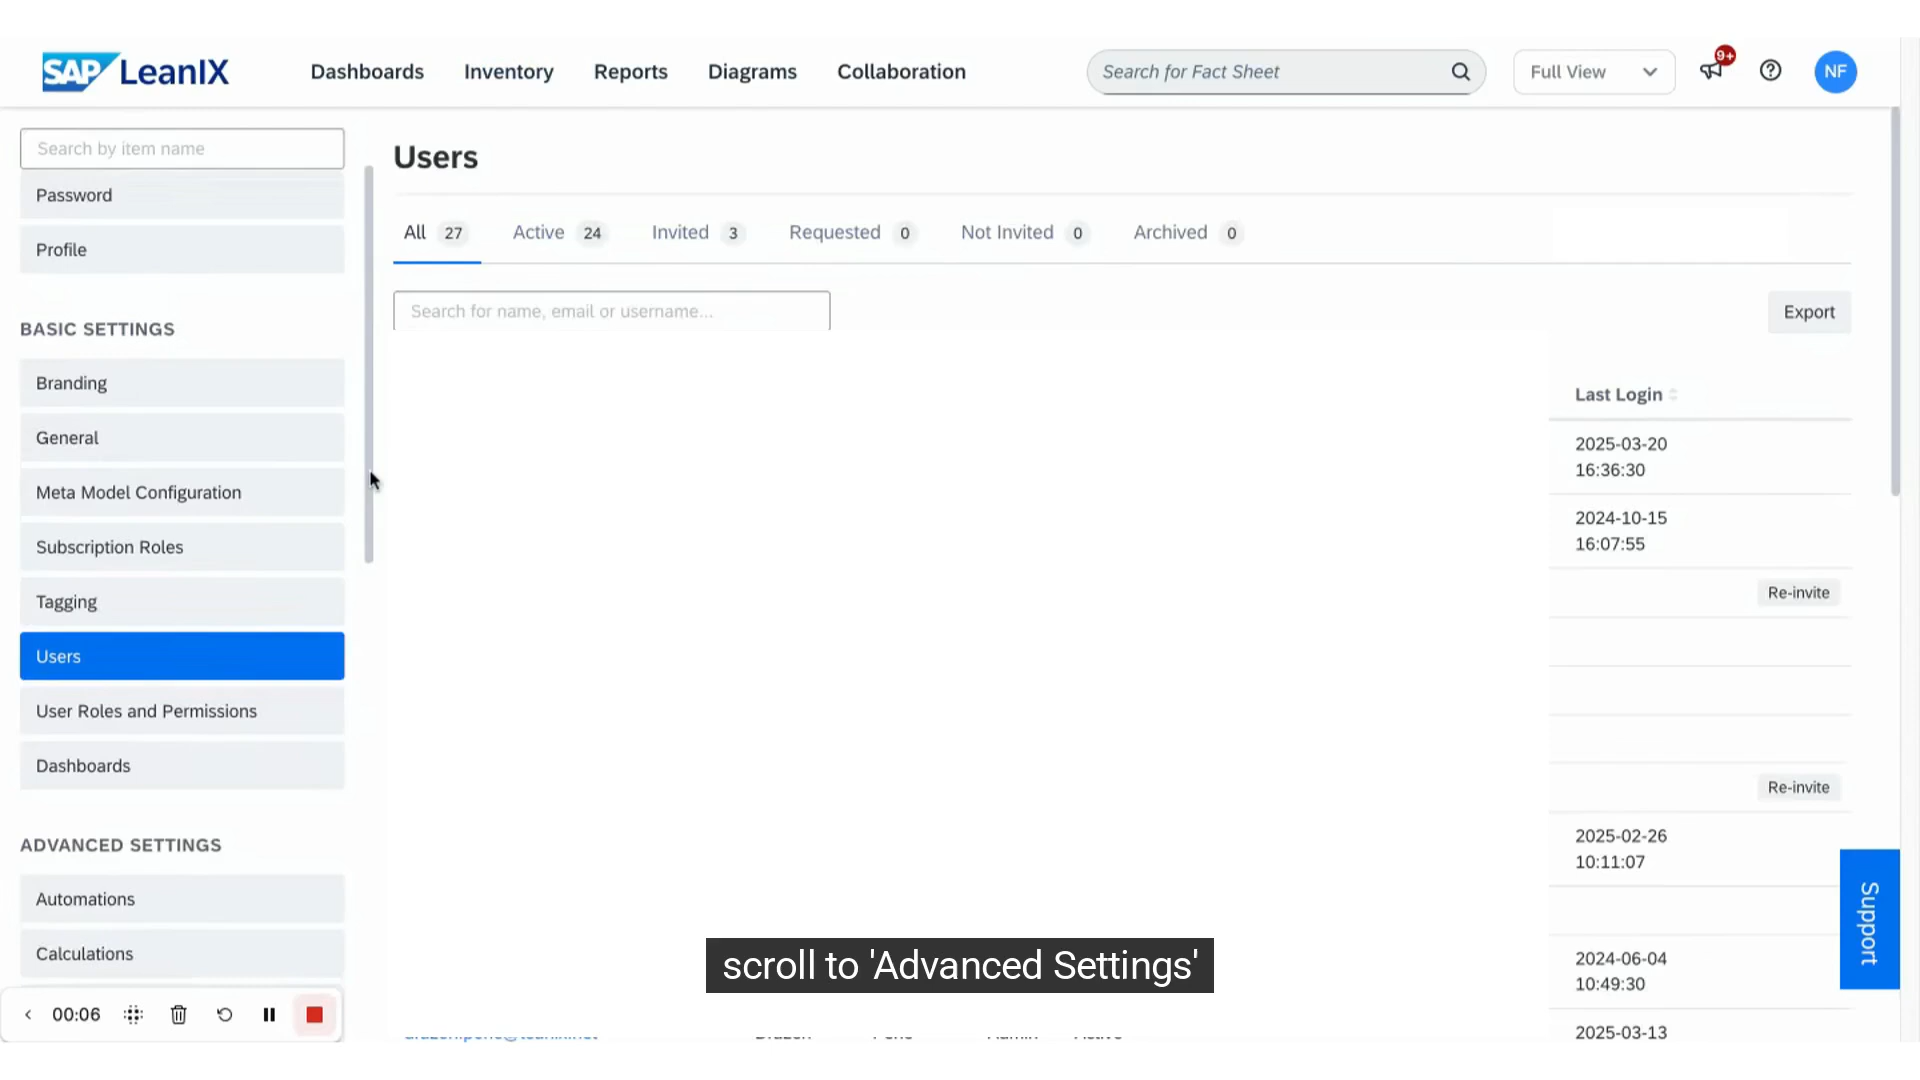 SAP LeanIX
Dashboards
Inventory
Reports
Diagrams
Collaboration
Search for Fact Sheet
Full View
9+
NF
Search by item name
Password
Profile
BASIC SETTINGS
Branding
General
Meta Model Configuration
Subscription Roles
Tagging
Users
User Roles and Permissions
Dashboards
ADVANCED SETTINGS
Automations
Calculations
00:06
Users
All 27
Active 24
Invited 3
Requested 0
Not Invited 0
Archived 0
Search for name, email or username...
Export
Last Login
2025-03-20
16:36:30
2024-10-15
16:07:55
Re-invite
Re-invite
2025-02-26
10:11:07
2024-06-04
10:49:30
2025-03-13
Support
scroll to 'Advanced Settings'